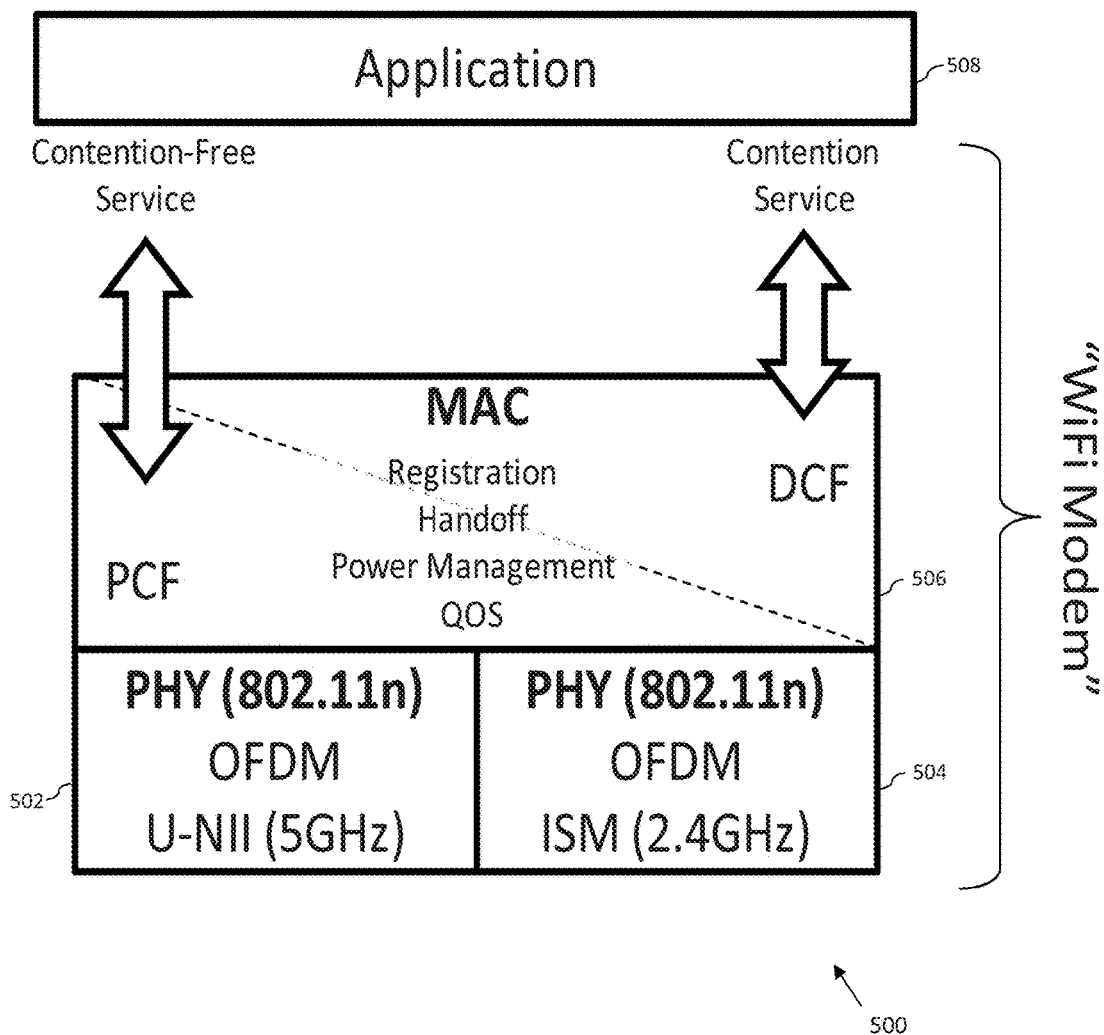 Application
508
Contention-Free
Service
Contention
Service
MAC
Registration
Handoff
Power Management
QOS
PCF
DCF
506
PHY (802.11n)
OFDM
U-NII (5GHz)
502
PHY (802.11n)
OFDM
ISM (2.4GHz)
504
“WiFi Modem”
500